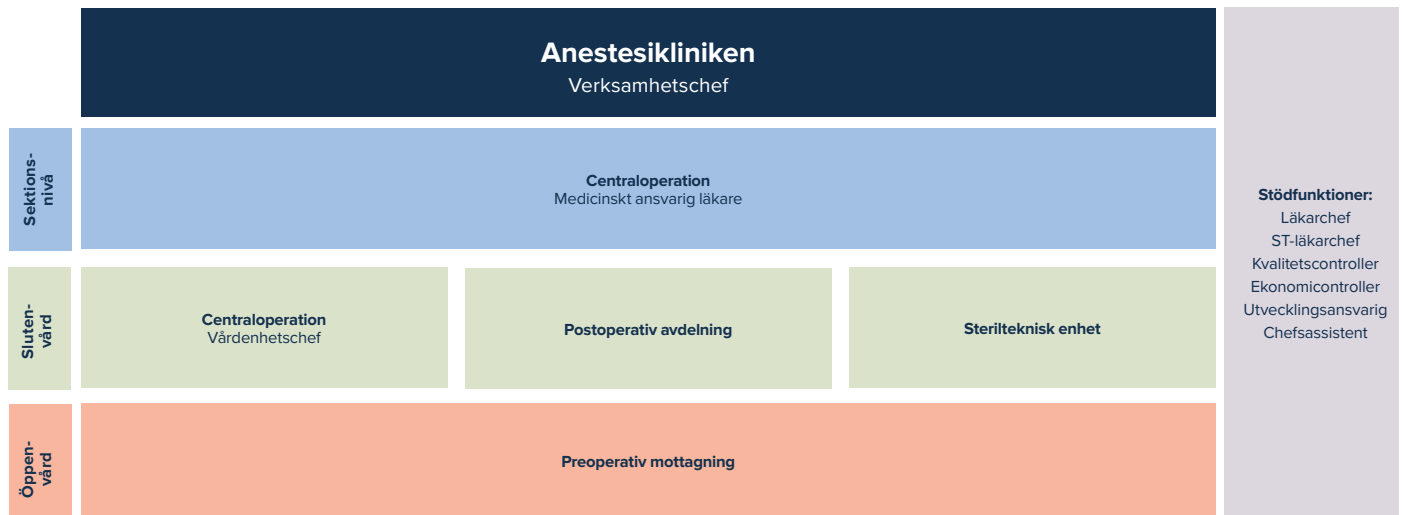 Anestesikliniken
Verksamhetschef
Sektions-
nivå
Centraloperation
Medicinskt ansvarig läkare
Sluten-
vård
Centraloperation
Vårdenhetschef
Postoperativ avdelning
Sterilteknisk enhet
Öppen-
vård
Preoperativ mottagning
Stödfunktioner:
Läkarchef
ST-läkarchef
Kvalitetscontroller
Ekonomicontroller
Utvecklingsansvarig
Chefsassistent